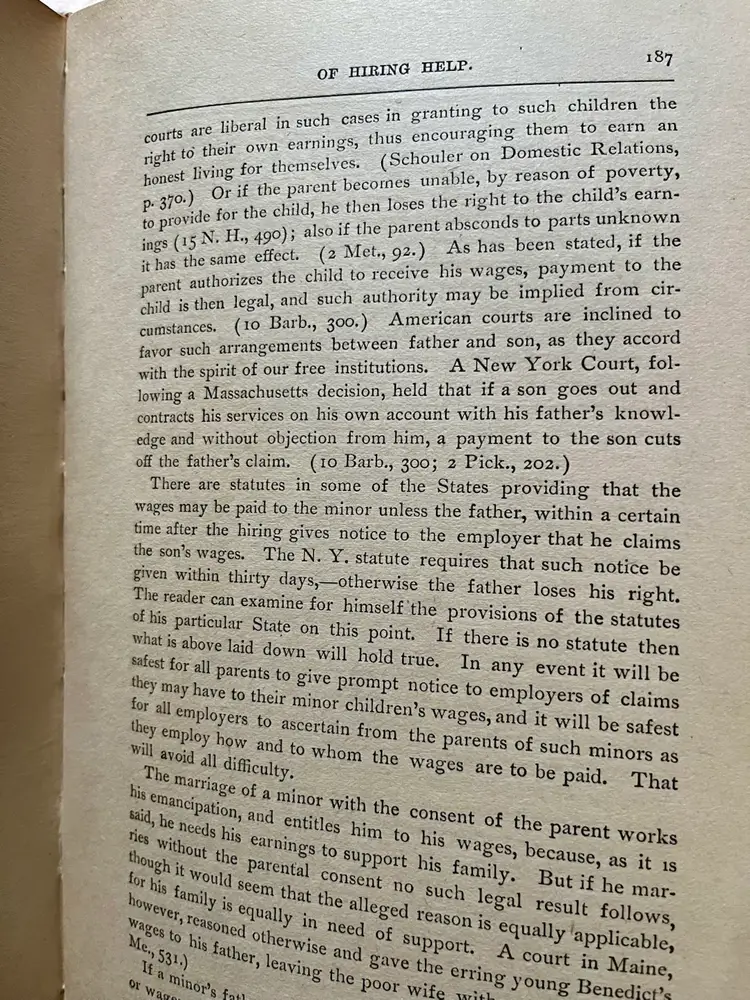 OF HIRING HELP. 187
courts are liberal in such cases in granting to such children the
right to their own earnings, thus encouraging them to earn an
honest living for themselves. (Schouler on Domestic Relations,
p. 370.) Or if the parent becomes unable, by reason of poverty,
to provide for the child, he then loses the right to the child's earn-
ings (15 N. H., 490); also if the parent absconds to parts unknown
it has the same effect. (2 Met., 92.) As has been stated, if the
parent authorizes the child to receive his wages, payment to the
child is then legal, and such authority may be implied from cir-
cumstances. (10 Barb., 300.) American courts are inclined to
favor such arrangements between father and son, as they accord
with the spirit of our free institutions. A New York Court, fol-
lowing a Massachusetts decision, held that if a son goes out and
contracts his services on his own account with his father's knowl-
edge and without objection from him, a payment to the son cuts
off the father's claim. (10 Barb., 300; 2 Pick., 202.)
There are statutes in some of the States providing that the
wages may be paid to the minor unless the father, within a certain
time after the hiring gives notice to the employer that he claims
the son's wages. The N. Y. statute requires that such notice be
given within thirty days,—otherwise the father loses his right.
The reader can examine for himself the provisions of the statutes
of his particular State on this point. If there is no statute then
what is above laid down will hold true. In any event it will be
safest for all parents to give prompt notice to employers of claims
they may have to their minor children's wages, and it will be safest
for all employers to ascertain from the parents of such minors as
they employ how and to whom the wages are to be paid. That
will avoid all difficulty.
The marriage of a minor with the consent of the parent works
his emancipation, and entitles him to his wages, because, as it is
said, he needs his earnings to support his family. But if he mar-
ries without the parental consent no such legal result follows,
though it would seem that the alleged reason is equally applicable,
for his family is equally in need of support. A court in Maine,
however, reasoned otherwise and gave the erring young Benedict's
wages to his father, leaving the poor wife
Me., 531.)
If a minor's
or